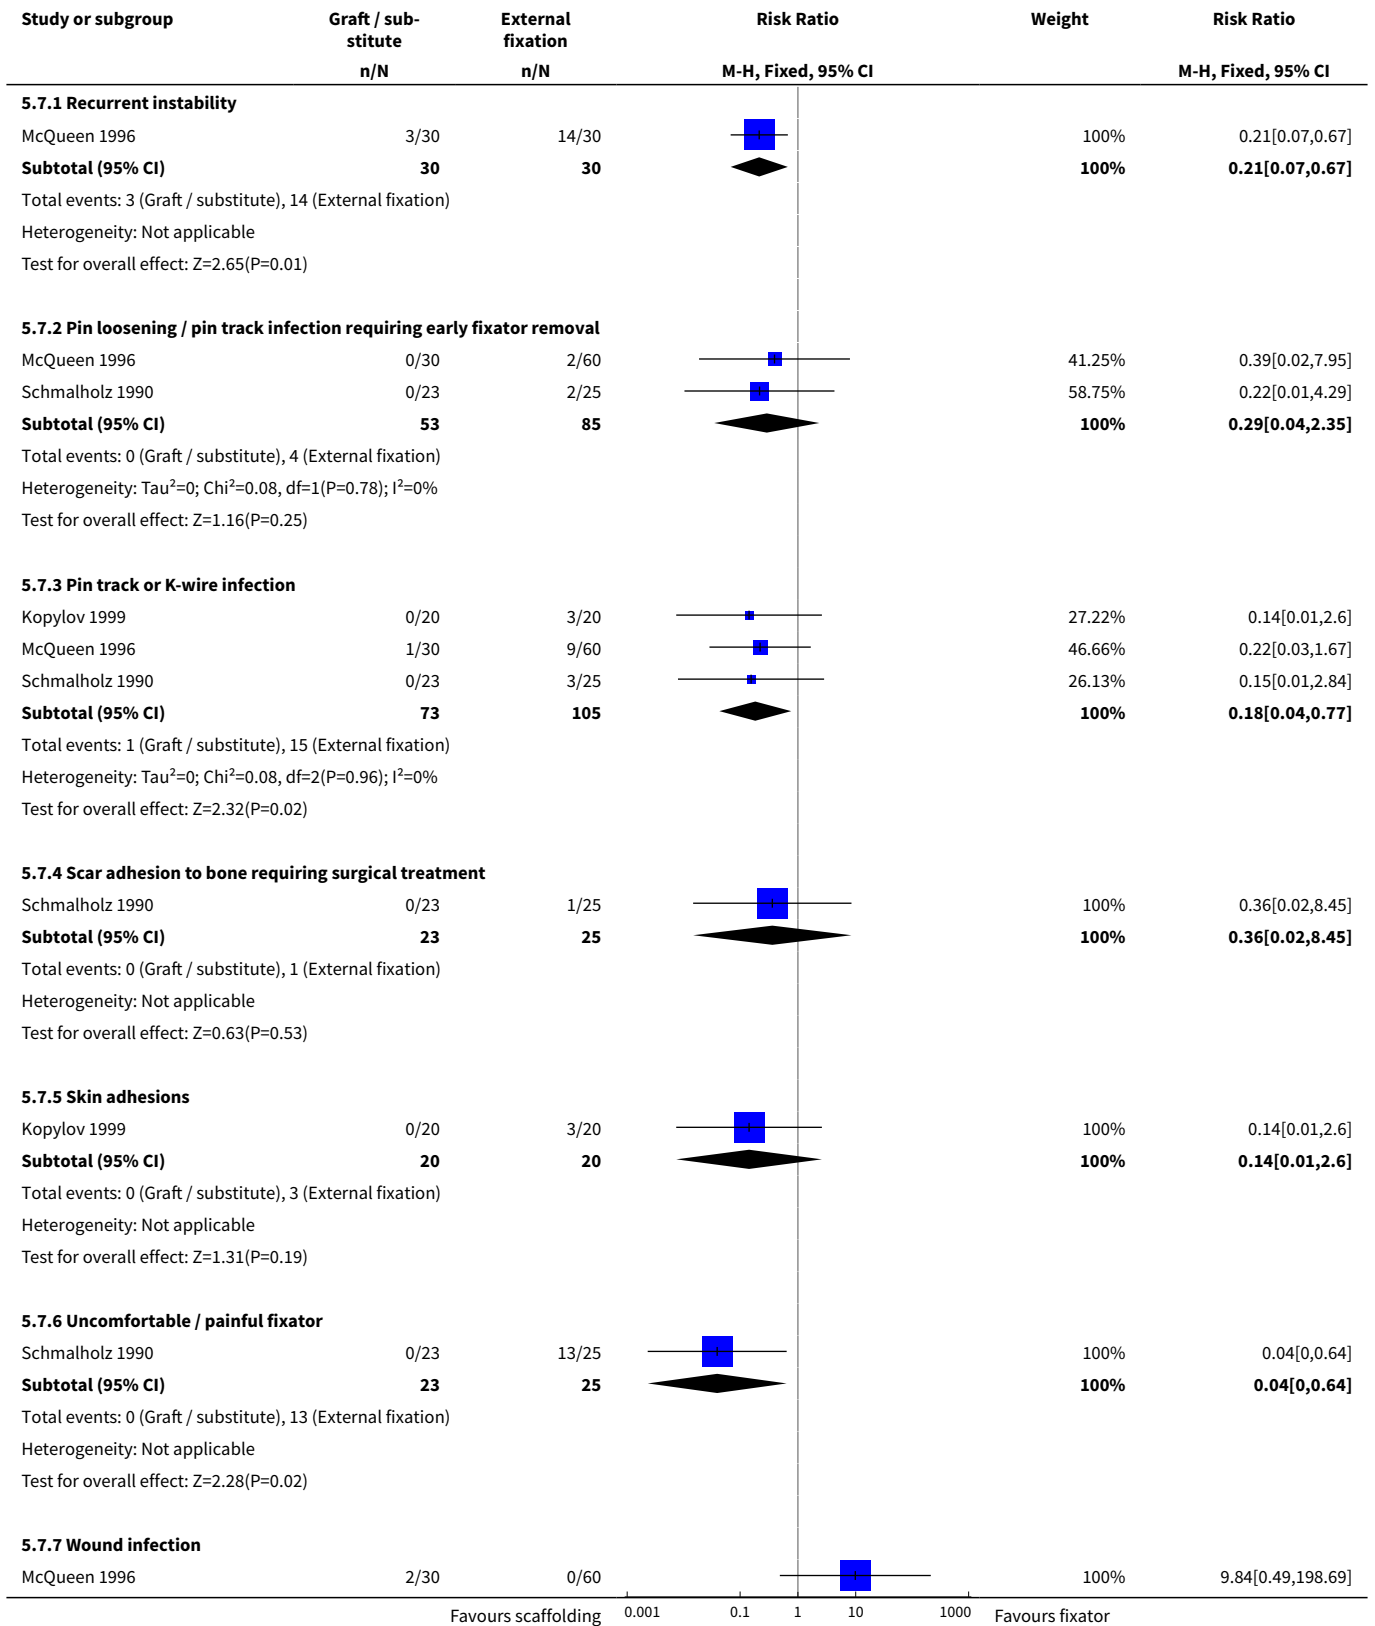 Study or subgroup Graft / sub- External Risk Ratio Weight Risk Ratio
stitute fixation
n/N n/N M-H, Fixed, 95% CI M-H, Fixed, 95% CI
5.7.1 Recurrent instability
McQueen 1996 3/30 14/30 100% 0.21[0.07,0.67]
Subtotal (95% CI) 30 30 100% 0.21[0.07,0.67]
Total events: 3 (Graft / substitute), 14 (External fixation)
Heterogeneity: Not applicable
Test for overall effect: Z=2.65(P=0.01)
5.7.2 Pin loosening / pin track infection requiring early fixator removal
McQueen 1996 0/30 2/60 41.25% 0.39[0.02,7.95]
Schmalholz 1990 0/23 2/25 58.75% 0.22[0.01,4.29]
Subtotal (95% CI) 53 85 100% 0.29[0.04,2.35]
Total events: 0 (Graft / substitute), 4 (External fixation)
Heterogeneity: Tau²=0; Chi²=0.08, df=1(P=0.78); I²=0%
Test for overall effect: Z=1.16(P=0.25)
5.7.3 Pin track or K-wire infection
Kopylov 1999 0/20 3/20 27.22% 0.14[0.01,2.6]
McQueen 1996 1/30 9/60 46.66% 0.22[0.03,1.67]
Schmalholz 1990 0/23 3/25 26.13% 0.15[0.01,2.84]
Subtotal (95% CI) 73 105 100% 0.18[0.04,0.77]
Total events: 1 (Graft / substitute), 15 (External fixation)
Heterogeneity: Tau²=0; Chi²=0.08, df=2(P=0.96); I²=0%
Test for overall effect: Z=2.32(P=0.02)
5.7.4 Scar adhesion to bone requiring surgical treatment
Schmalholz 1990 0/23 1/25 100% 0.36[0.02,8.45]
Subtotal (95% CI) 23 25 100% 0.36[0.02,8.45]
Total events: 0 (Graft / substitute), 1 (External fixation)
Heterogeneity: Not applicable
Test for overall effect: Z=0.63(P=0.53)
5.7.5 Skin adhesions
Kopylov 1999 0/20 3/20 100% 0.14[0.01,2.6]
Subtotal (95% CI) 20 20 100% 0.14[0.01,2.6]
Total events: 0 (Graft / substitute), 3 (External fixation)
Heterogeneity: Not applicable
Test for overall effect: Z=1.31(P=0.19)
5.7.6 Uncomfortable / painful fixator
Schmalholz 1990 0/23 13/25 100% 0.04[0,0.64]
Subtotal (95% CI) 23 25 100% 0.04[0,0.64]
Total events: 0 (Graft / substitute), 13 (External fixation)
Heterogeneity: Not applicable
Test for overall effect: Z=2.28(P=0.02)
5.7.7 Wound infection
McQueen 1996 2/30 0/60 100% 9.84[0.49,198.69]
Favours scaffolding 0.001 0.1 1 10 1000 Favours fixator